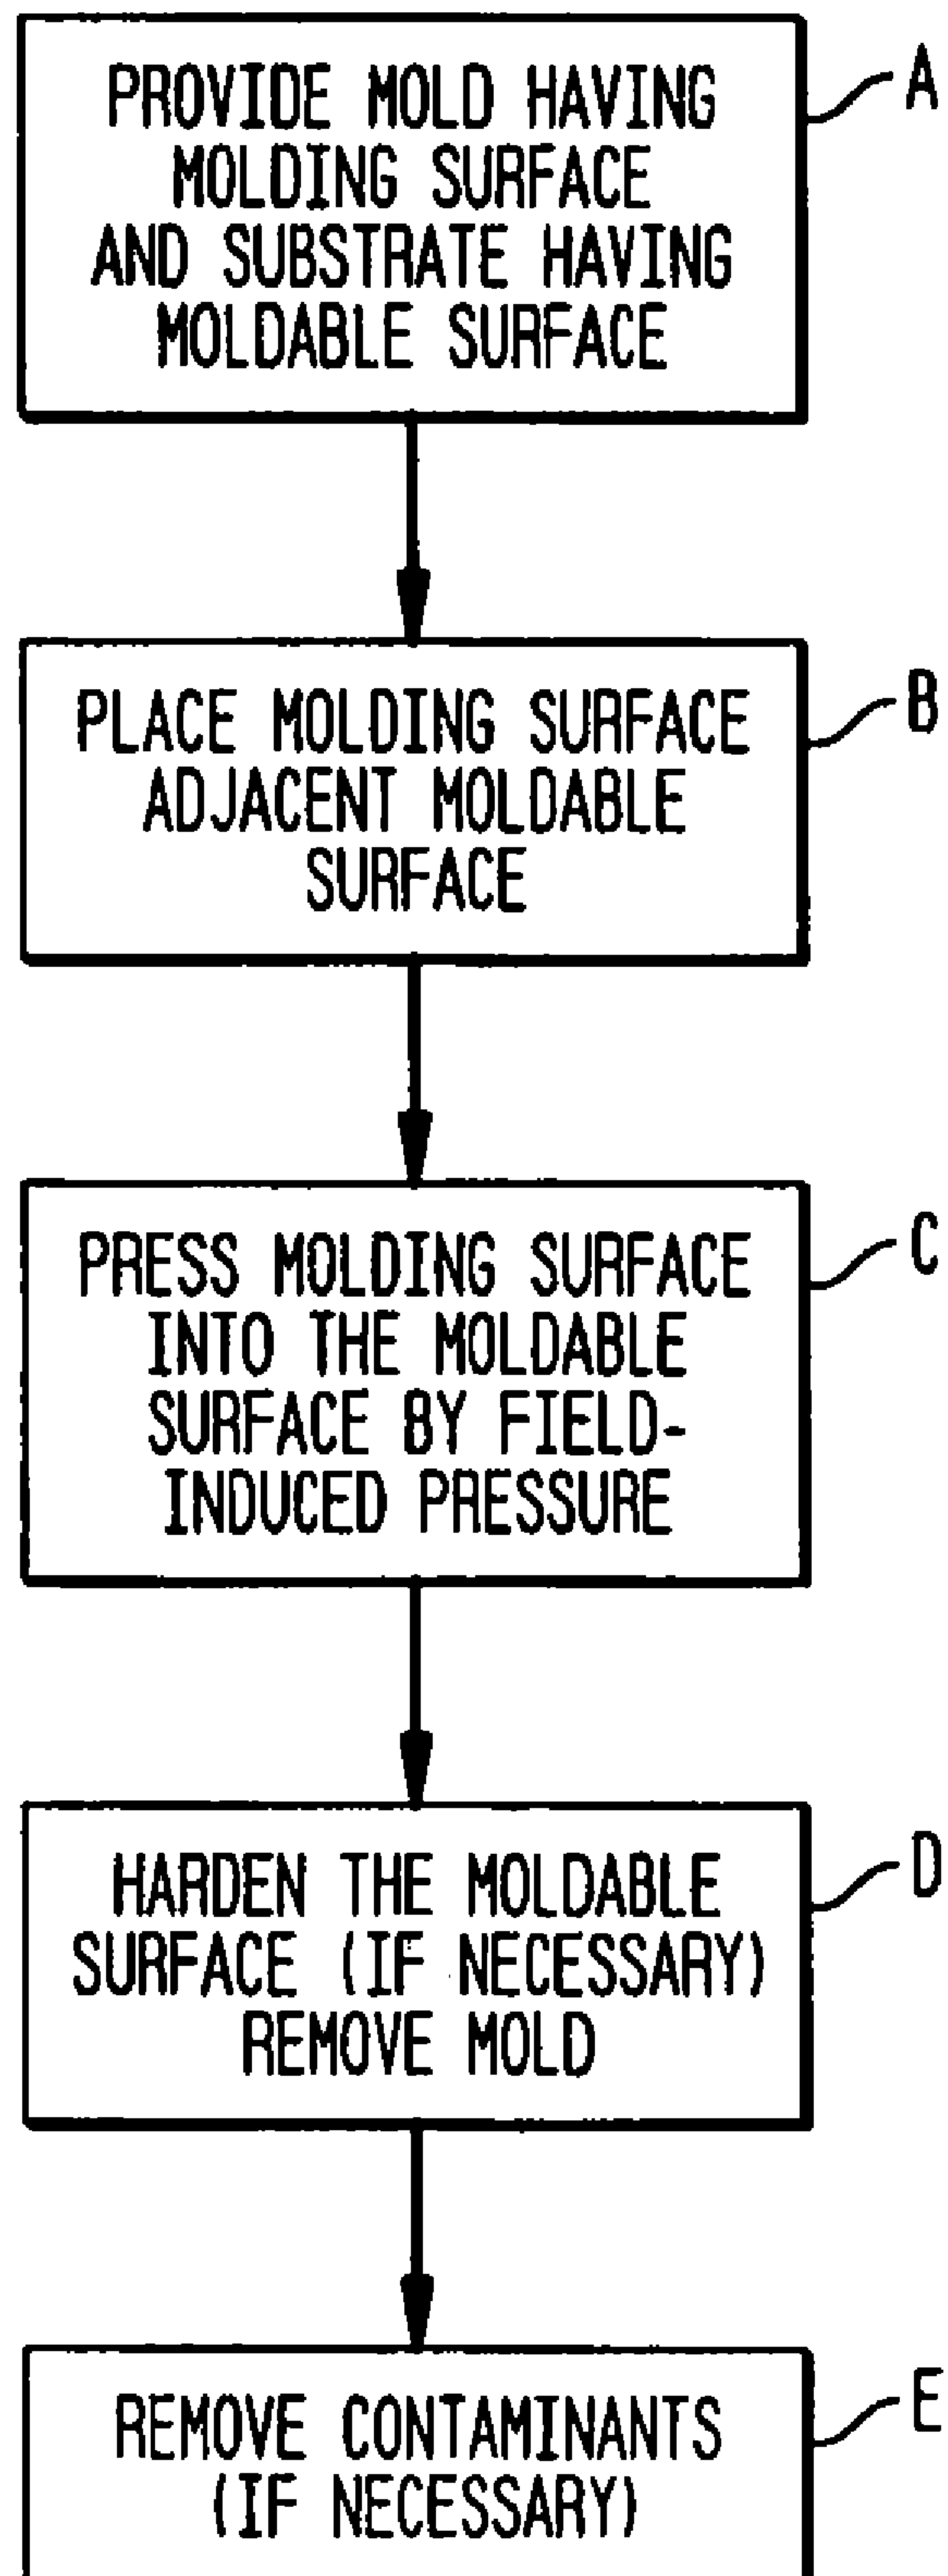 PROVIDE MOLD HAVING
MOLDING SURFACE
AND SUBSTRATE HAVING
MOLDABLE SURFACE
A
PLACE MOLDING SURFACE
ADJACENT MOLDABLE
SURFACE
B
PRESS MOLDING SURFACE
INTO THE MOLDABLE
SURFACE BY FIELD-
INDUCED PRESSURE
C
HARDEN THE MOLDABLE
SURFACE (IF NECESSARY)
REMOVE MOLD
D
REMOVE CONTAMINANTS
(IF NECESSARY)
E